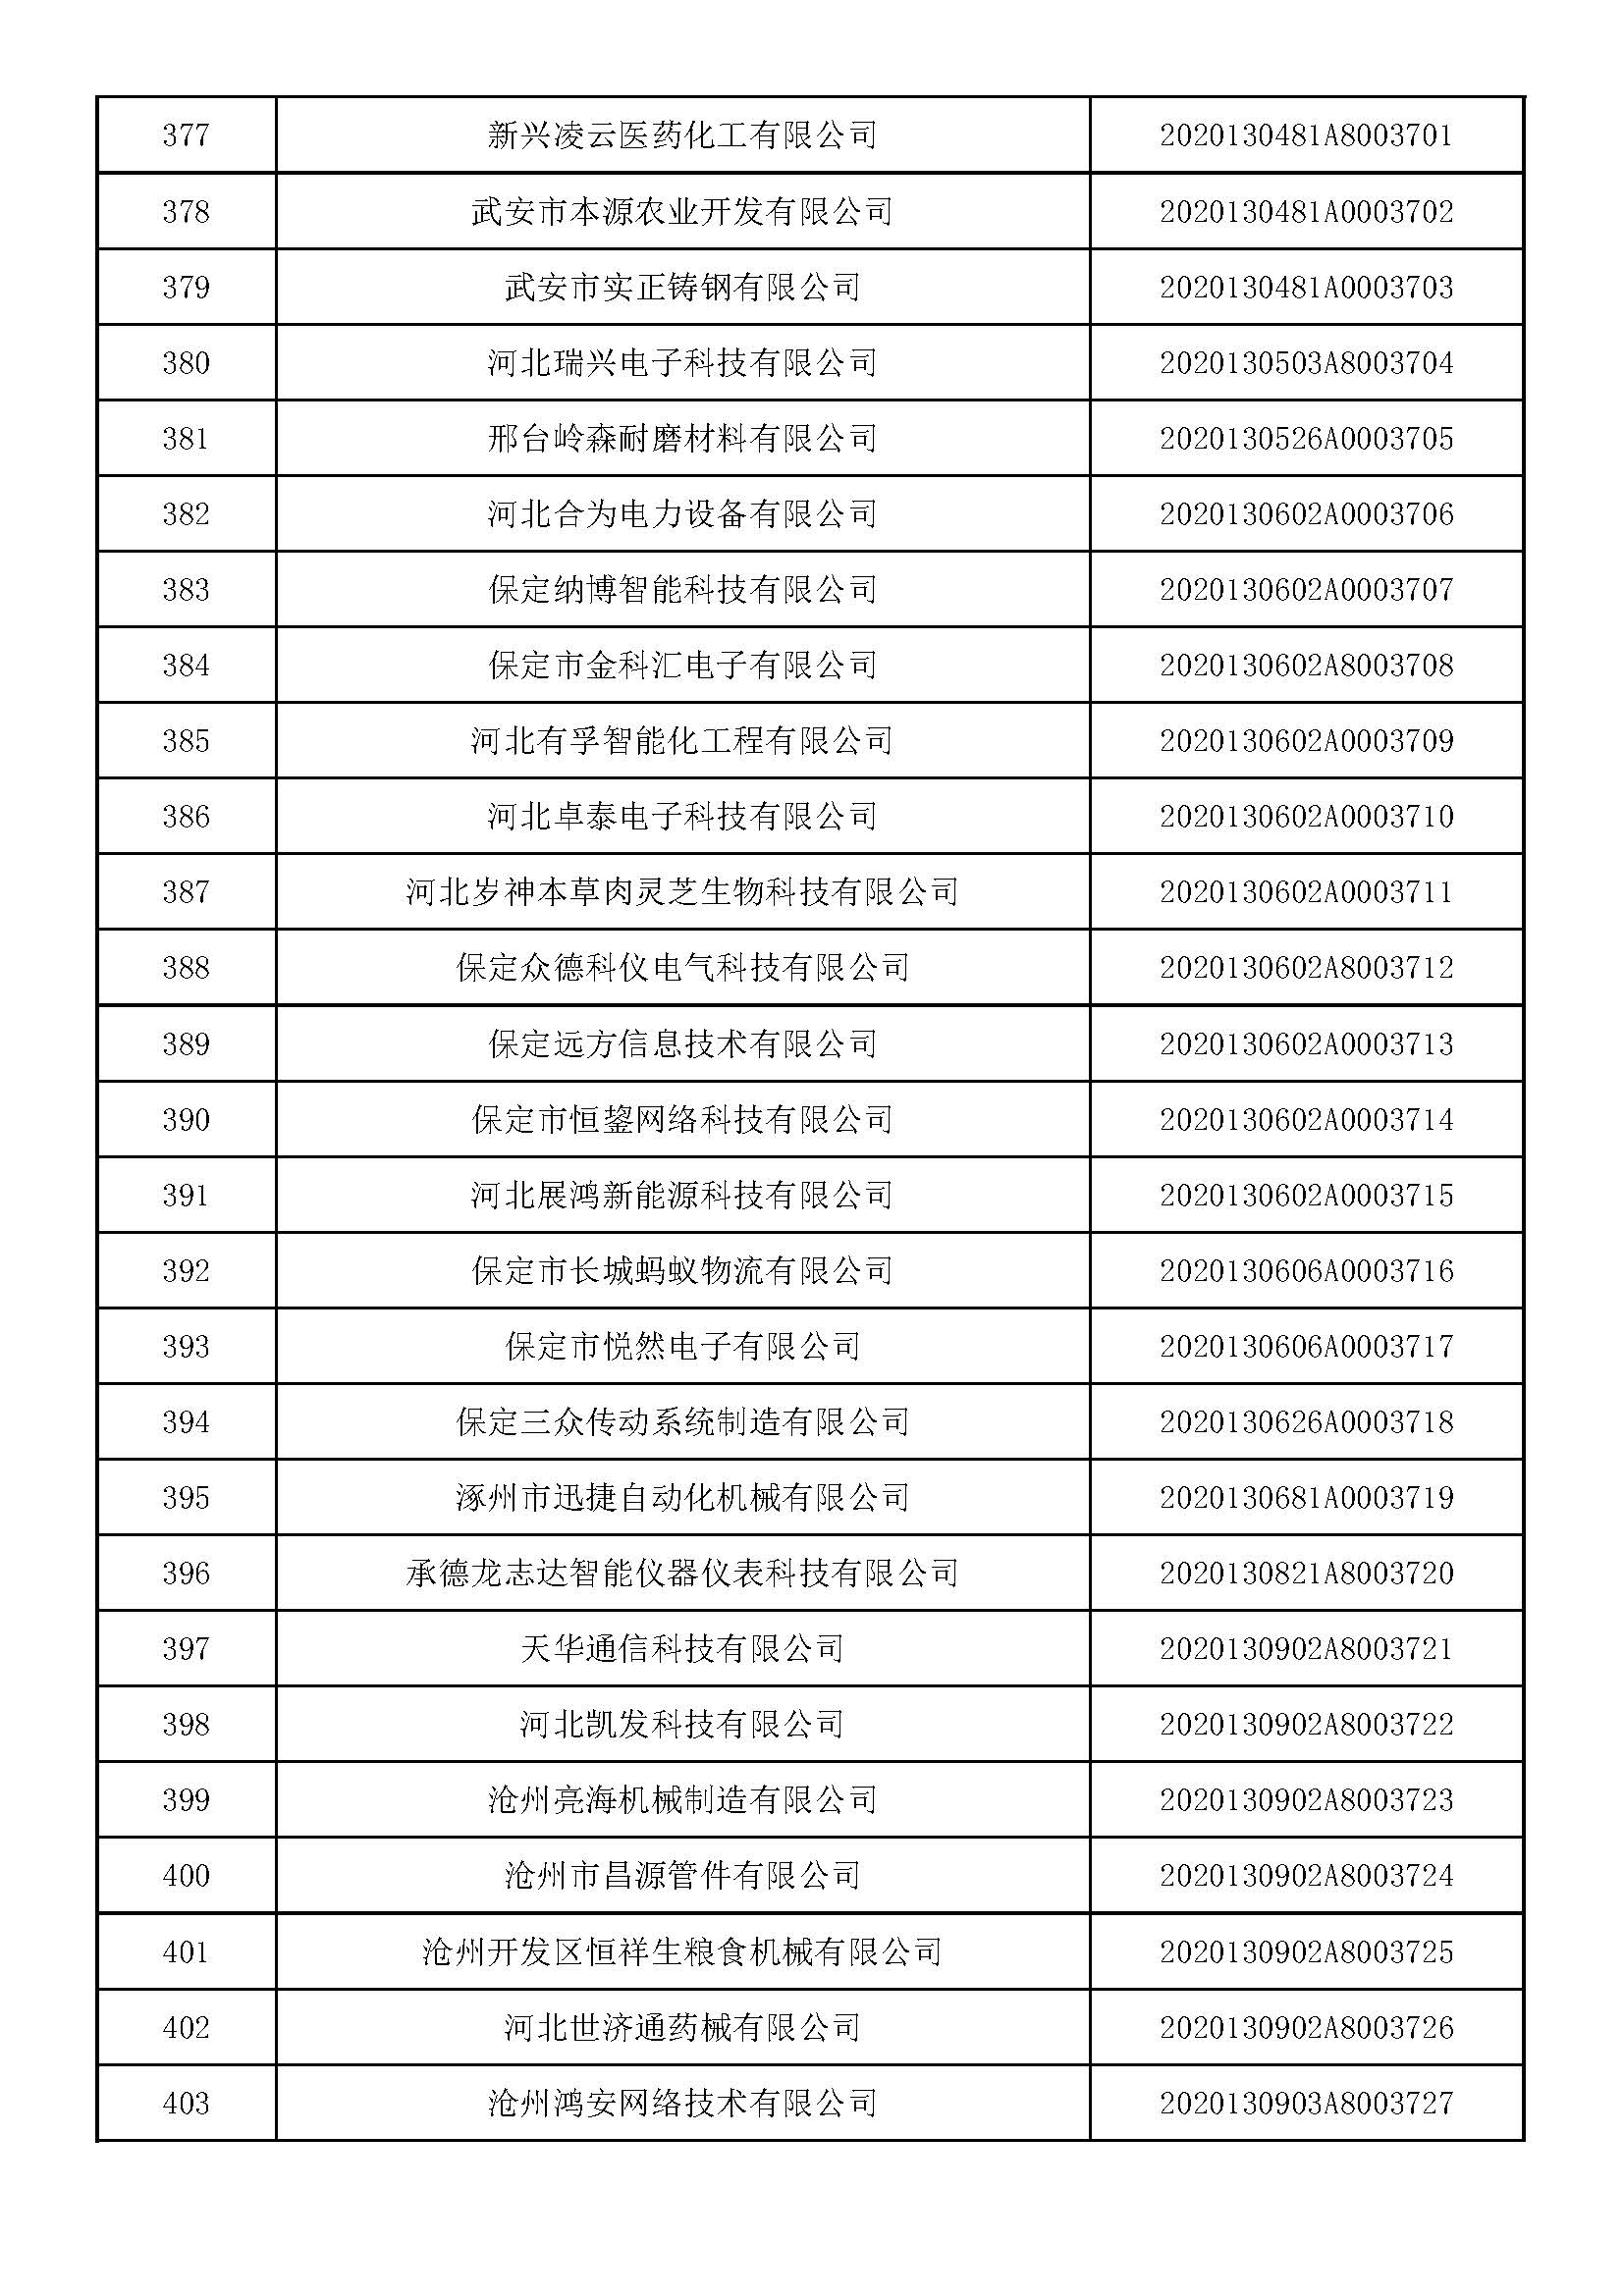 377 新兴凌云医药化工有限公司 2020130481A8003701
378 武安市本源农业开发有限公司 2020130481A0003702
379 武安市实正铸钢有限公司 2020130481A0003703
380 河北瑞兴电子科技有限公司 2020130503A8003704
381 邢台岭森耐磨材料有限公司 2020130526A0003705
382 河北合为电力设备有限公司 2020130602A0003706
383 保定纳博智能科技有限公司 2020130602A0003707
384 保定市金科汇电子有限公司 2020130602A8003708
385 河北有孚智能化工程有限公司 2020130602A0003709
386 河北卓泰电子科技有限公司 2020130602A0003710
387 河北岁神本草肉灵芝生物科技有限公司 2020130602A0003711
388 保定众德科仪电气科技有限公司 2020130602A8003712
389 保定远方信息技术有限公司 2020130602A0003713
390 保定市恒鋆网络科技有限公司 2020130602A0003714
391 河北展鸿新能源科技有限公司 2020130602A0003715
392 保定市长城蚂蚁物流有限公司 2020130606A0003716
393 保定市悦然电子有限公司 2020130606A0003717
394 保定三众传动系统制造有限公司 2020130626A0003718
395 涿州市迅捷自动化机械有限公司 2020130681A0003719
396 承德龙志达智能仪器仪表科技有限公司 2020130821A8003720
397 天华通信科技有限公司 2020130902A8003721
398 河北凯发科技有限公司 2020130902A8003722
399 沧州亮海机械制造有限公司 2020130902A8003723
400 沧州市昌源管件有限公司 2020130902A8003724
401 沧州开发区恒祥生粮食机械有限公司 2020130902A8003725
402 河北世济通药械有限公司 2020130902A8003726
403 沧州鸿安网络技术有限公司 2020130903A8003727